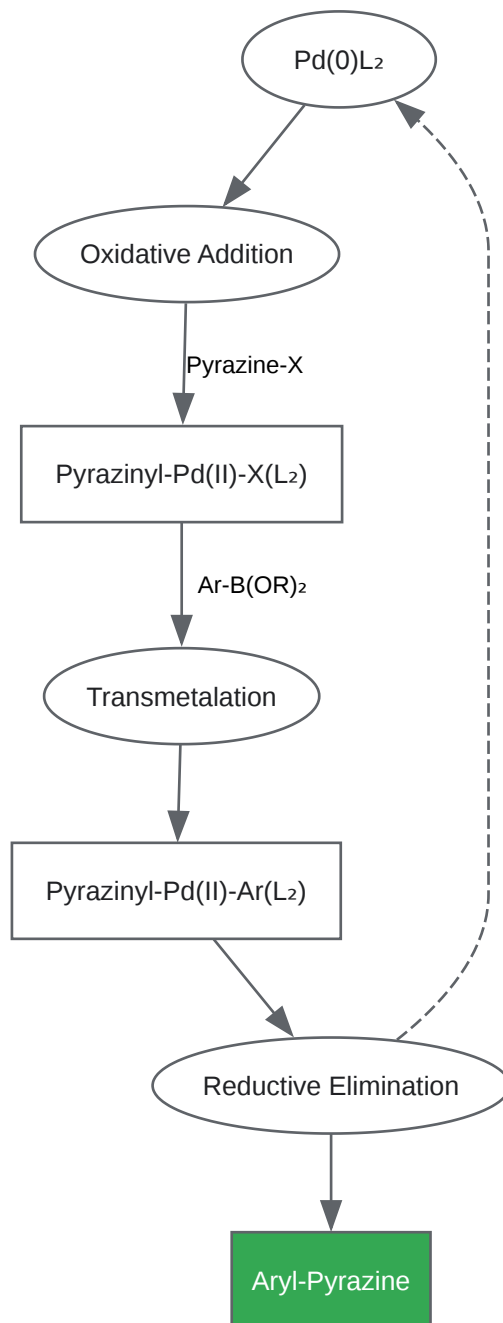 Pd(0)L₂
Oxidative Addition
Pyrazine-X
Pyrazinyl-Pd(II)-X(L₂)
Ar-B(OR)₂
Transmetalation
Pyrazinyl-Pd(II)-Ar(L₂)
Reductive Elimination
Aryl-Pyrazine